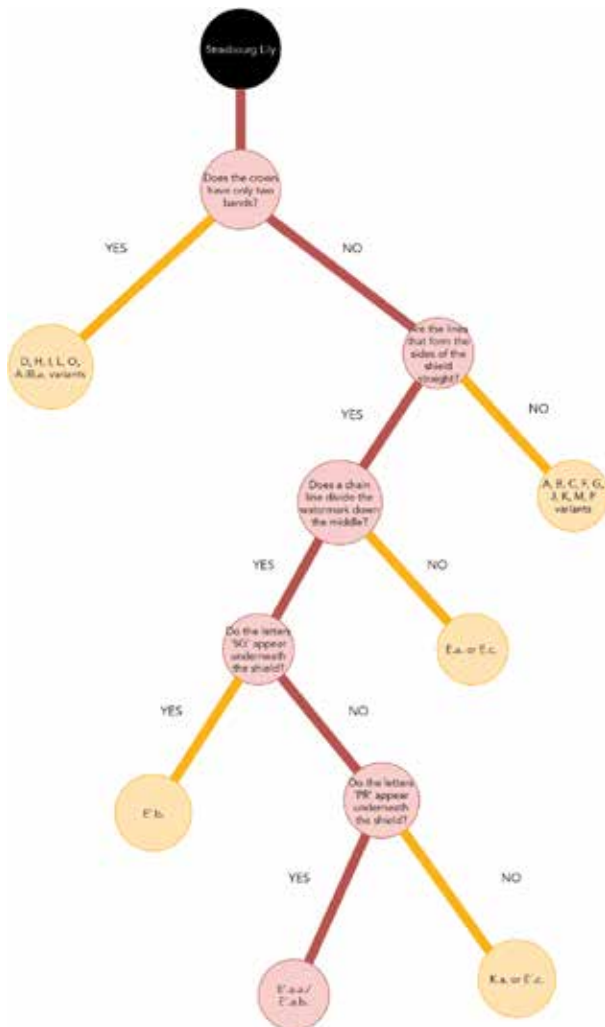 Strasbourg Lily
Does the crown
have only two
bands?
YES
NO
Are the lines
that form the
sides of the
shield
straight?
D, H, I, L, O,
variants
YES
NO
Does a chain
line divide the
watermark down
the middle?
A, B, C, F, G,
J, K, M, P
variants
YES
NO
Do the letters
appear
underneath
the shield?
E.a. or E.c.
YES
NO
Do the letters
'PR' appear
underneath
the shield?
E'.b.
YES
NO
K.a. or E'.c.